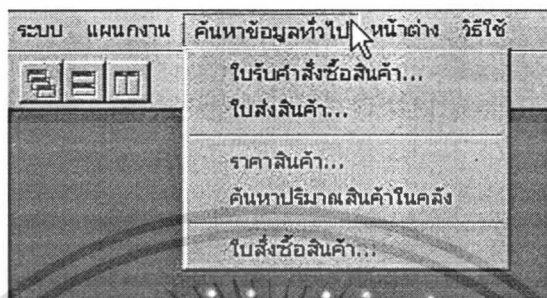 ระบบ แผนกงาน ค้นหาข้อมูลทั่วไป หน้าต่าง วิธีใช้
ใบรับคำสั่งซื้อสินค้า...
ใบส่งสินค้า...
ราคาสินค้า...
ค้นหาปริมาณสินค้าในคลัง
ใบสั่งซื้อสินค้า...